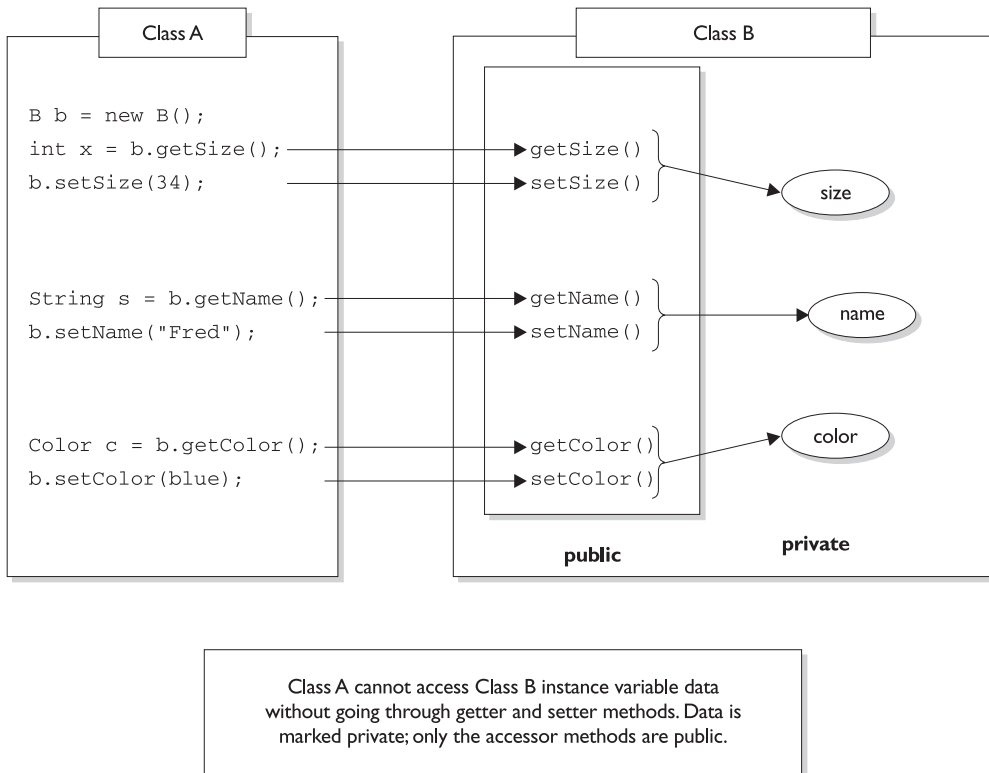 Class A
B b = new B();
int x = b.getSize();
b.setSize(34);
String s = b.getName();
b.setName("Fred");
Color c = b.getColor();
b.setColor(blue);
Class B
getSize()
setSize()
getName()
setName()
getColor()
setColor()
public
size
name
color
private
Class A cannot access Class B instance variable data
without going through getter and setter methods. Data is
marked private; only the accessor methods are public.